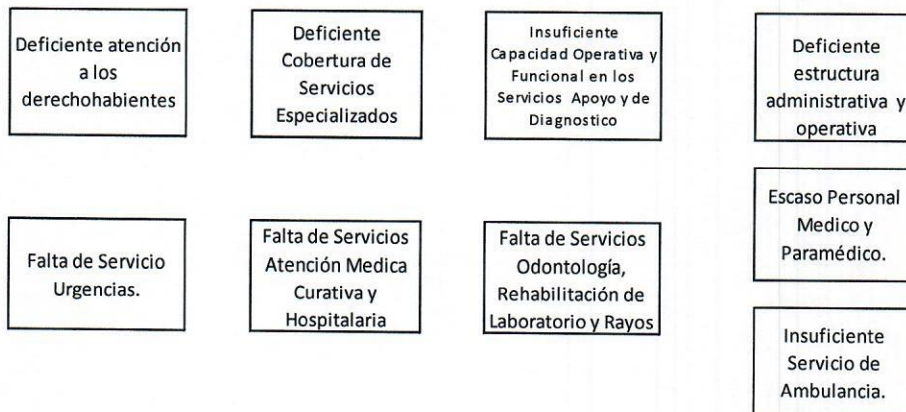 Deficiente atención
a los
derechohabientes
Deficiente
Cobertura de
Servicios
Especializados
Insuficiente
Capacidad Operativa y
Funcional en los
Servicios Apoyo y de
Diagnostico
Deficiente
estructura
administrativa y
operativa
Falta de Servicio
Urgencias.
Falta de Servicios
Atención Medica
Curativa y
Hospitalaria
Falta de Servicios
Odontología,
Rehabilitación de
Laboratorio y Rayos
Escaso Personal
Medico y
Paramédico.
Insuficiente
Servicio de
Ambulancia.